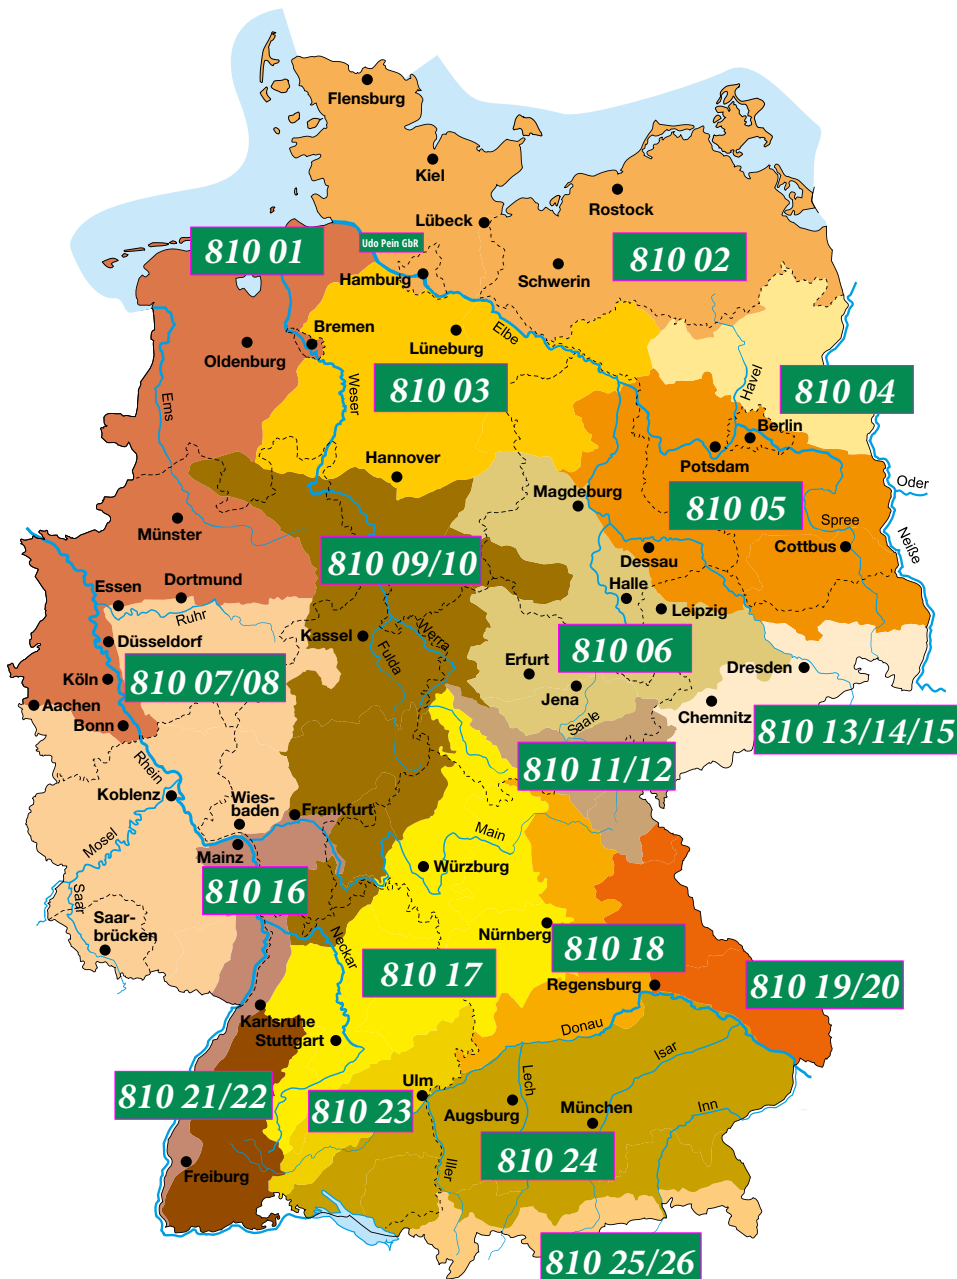 Flensburg
Kiel
Rostock
Lübeck
Udo Pein GbR
810 01
810 02
Schwerin
Hamburg
Elbe
Bremen
Lüneburg
Oldenburg
Weser
810 03
Havel
810 04
Ems
Berlin
Hannover
Potsdam
Oder
Magdeburg
810 05
Spree
Münster
Neiße
Cottbus
810 09/10
Dessau
Dortmund
Essen
Halle
Ruhr
Leipzig
Werra
Kassel
Düsseldorf
Fulda
810 06
Erfurt
Dresden
Köln
810 07/08
Jena
Aachen
Chemnitz
Bonn
Saale
810 13/14/15
Rhein
810 11/12
Koblenz
Wies-
baden
Frankfurt
Main
Mosel
Mainz
Würzburg
810 16
Saar
Saar-
brücken
Nürnberg
810 18
Neckar
810 17
Regensburg
810 19/20
Karlsruhe
Donau
Stuttgart
Isar
Ulm
Lech
810 21/22
810 23
Augsburg
München
Inn
810 24
Iller
Freiburg
810 25/26